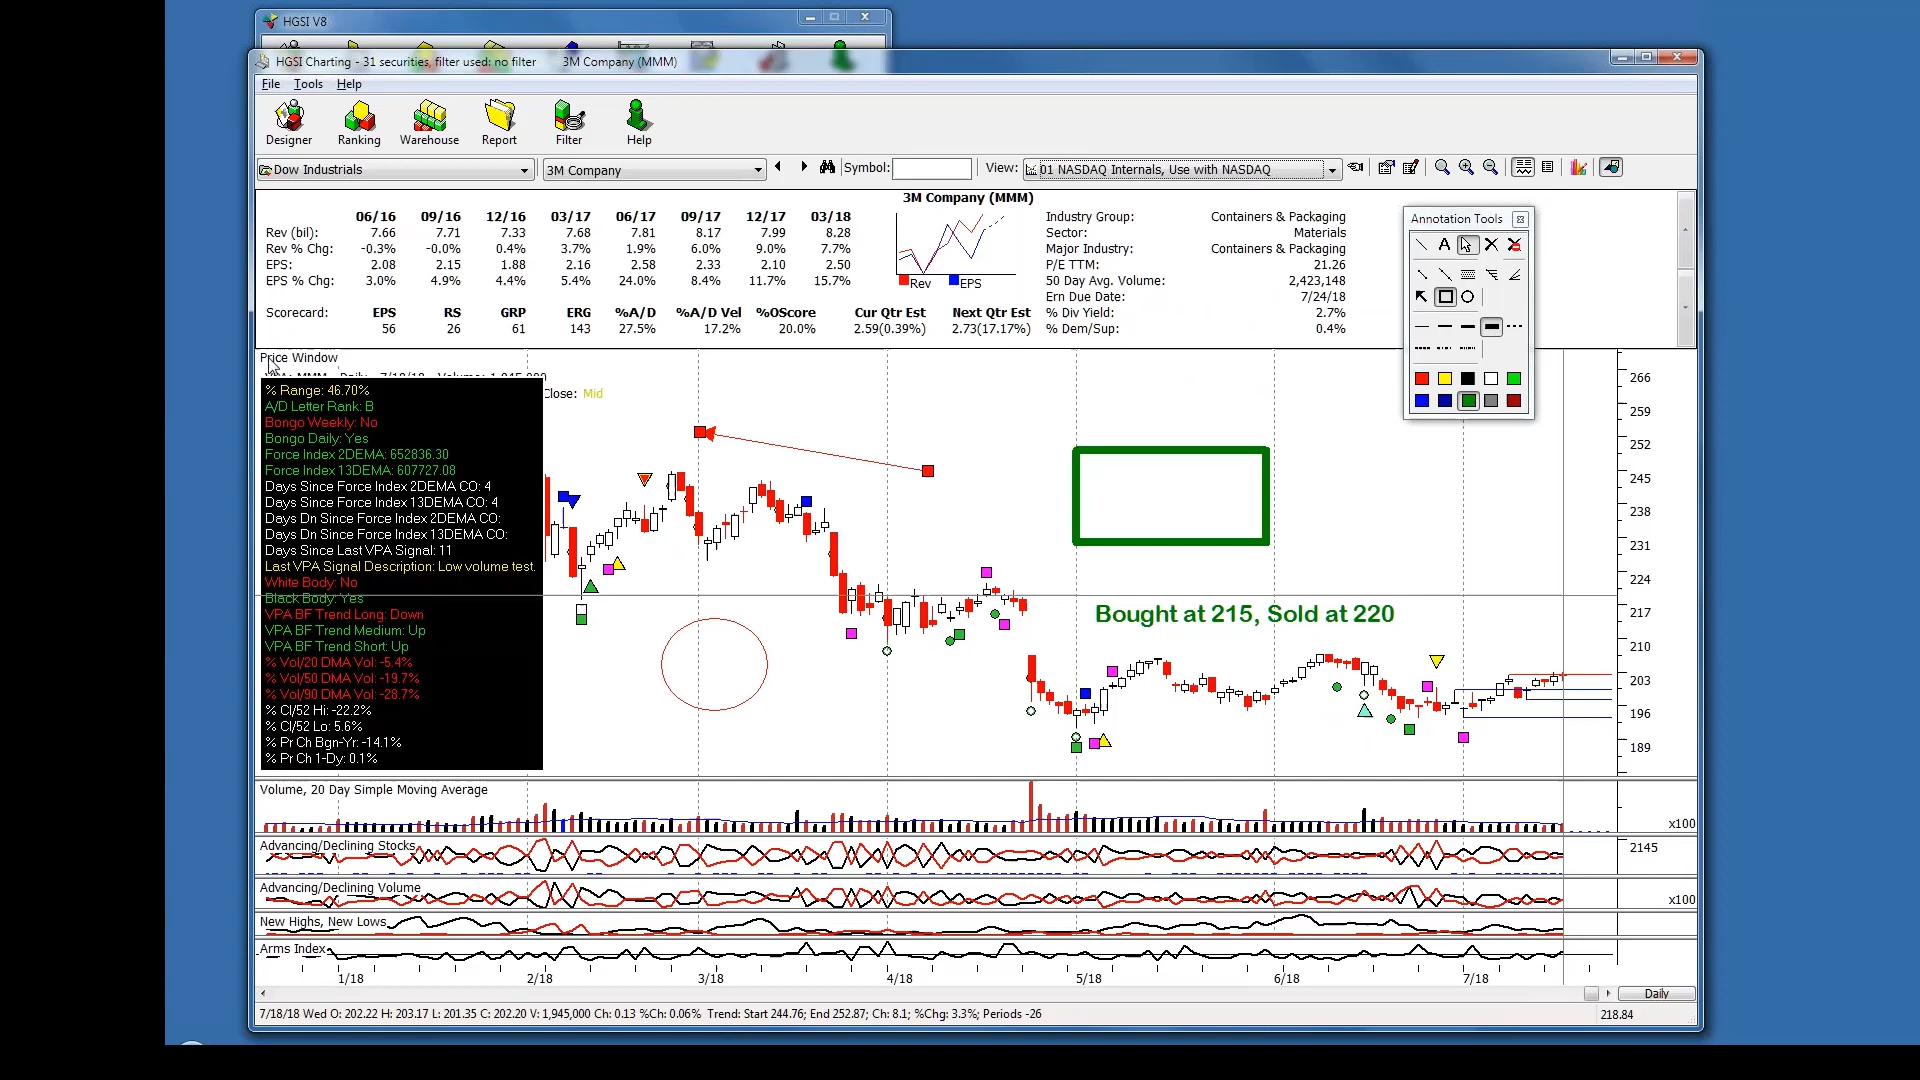 HGSI V8
HGSI Charting - 31 securities, filter used: no filter 3M Company (MMM)
File Tools Help
Designer Ranking Warehouse Report Filter Help
Dow Industrials 3M Company Symbol: View: 01 NASDAQ Internals, Use with NASDAQ
3M Company (MMM)
06/16 09/16 12/16 03/17 06/17 09/17 12/17 03/18
Rev (bil): 7.66 7.71 7.33 7.68 7.81 8.17 7.99 8.28
Rev % Chg: -0.3% -0.0% 0.4% 3.7% 1.9% 6.0% 9.0% 7.7%
EPS: 2.08 2.15 1.88 2.16 2.58 2.33 2.10 2.50
EPS % Chg: 3.0% 4.9% 4.4% 5.4% 24.0% 8.4% 11.7% 15.7%
Rev EPS
Scorecard: EPS RS GRP ERG %A/D %A/D Vel %OScore Cur Qtr Est Next Qtr Est
56 26 61 143 27.5% 17.2% 20.0% 2.59(0.39%) 2.73(17.17%)
Industry Group: Containers & Packaging
Sector: Materials
Major Industry: Containers & Packaging
P/E TTM: 21.26
50 Day Avg. Volume: 2,423,148
Ern Due Date: 7/24/18
% Div Yield: 2.7%
% Dem/Sup: 0.4%
Annotation Tools
A
Price Window
Close: Mid
% Range: 46.70%
A/D Letter Rank: B
Bongo Weekly: No
Bongo Daily: Yes
Force Index 2DEMA: 652836.30
Force Index 13DEMA: 607727.08
Days Since Force Index 2DEMA CO: 4
Days Since Force Index 13DEMA CO: 4
Days Dn Since Force Index 2DEMA CO:
Days Dn Since Force Index 13DEMA CO:
Days Since Last VPA Signal: 11
Last VPA Signal Description: Low volume test.
White Body: No
Black Body: Yes
VPA BF Trend Long: Down
VPA BF Trend Medium: Up
VPA BF Trend Short: Up
% Vol/20 DMA Vol: -5.4%
% Vol/50 DMA Vol: -19.7%
% Vol/90 DMA Vol: -28.7%
% Cl/52 Hi: -22.2%
% Cl/52 Lo: 5.6%
% Pr Ch Bgn-Yr: -14.1%
% Pr Ch 1-Dy: 0.1%
Bought at 215, Sold at 220
266
259
252
245
238
231
224
217
210
203
196
189
Volume, 20 Day Simple Moving Average
x100
Advancing/Declining Stocks
2145
Advancing/Declining Volume
x100
New Highs, New Lows
Arms Index
1/18 2/18 3/18 4/18 5/18 6/18 7/18
Daily
7/18/18 Wed O: 202.22 H: 203.17 L: 201.35 C: 202.20 V: 1,945,000 Ch: 0.13 %Ch: 0.06% Trend: Start 244.76; End 252.87; Ch: 8.1; %Chg: 3.3%; Periods -26
218.84